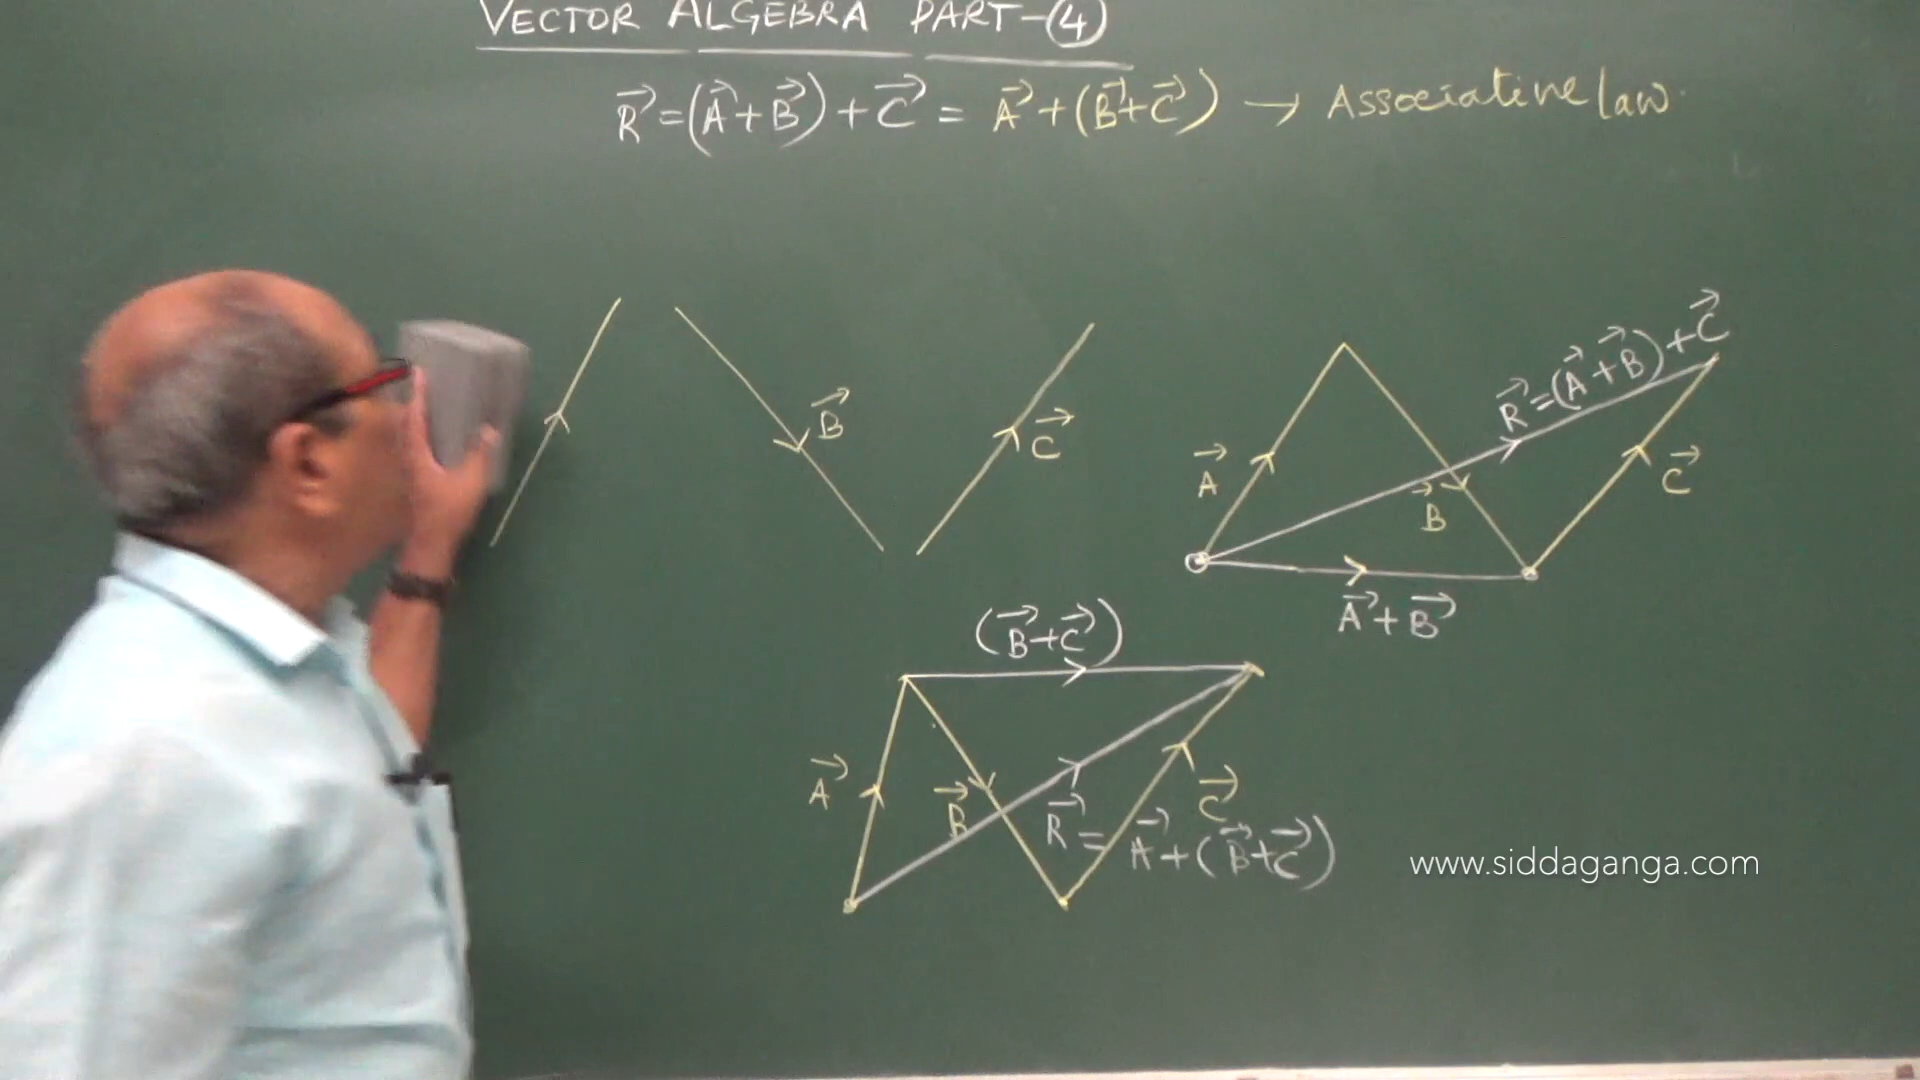 VECTOR ALGEBRA PART-(4)
R⃗ = (A⃗ + B⃗) + C⃗ = A⃗ + (B⃗ + C⃗) → Associative law.
B⃗
C⃗
R⃗ = (A⃗ + B⃗) + C⃗
A⃗
B⃗
C⃗
A⃗ + B⃗
(B⃗ + C⃗)
A⃗
B⃗
C⃗
R⃗ = A⃗ + (B⃗ + C⃗)
www.siddaganga.com